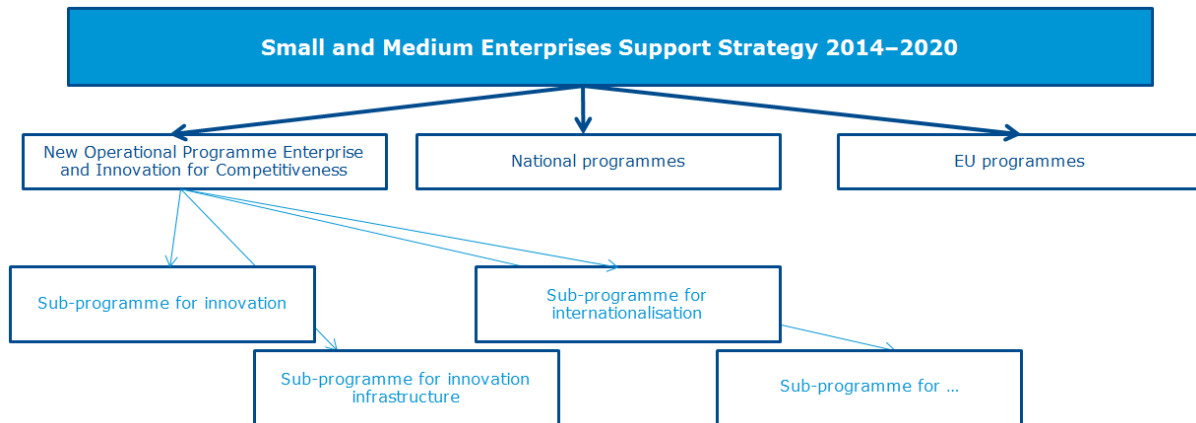 Small and Medium Enterprises Support Strategy 2014–2020
New Operational Programme Enterprise
and Innovation for Competitiveness
National programmes
EU programmes
Sub-programme for innovation
Sub-programme for
internationalisation
Sub-programme for innovation
infrastructure
Sub-programme for ...